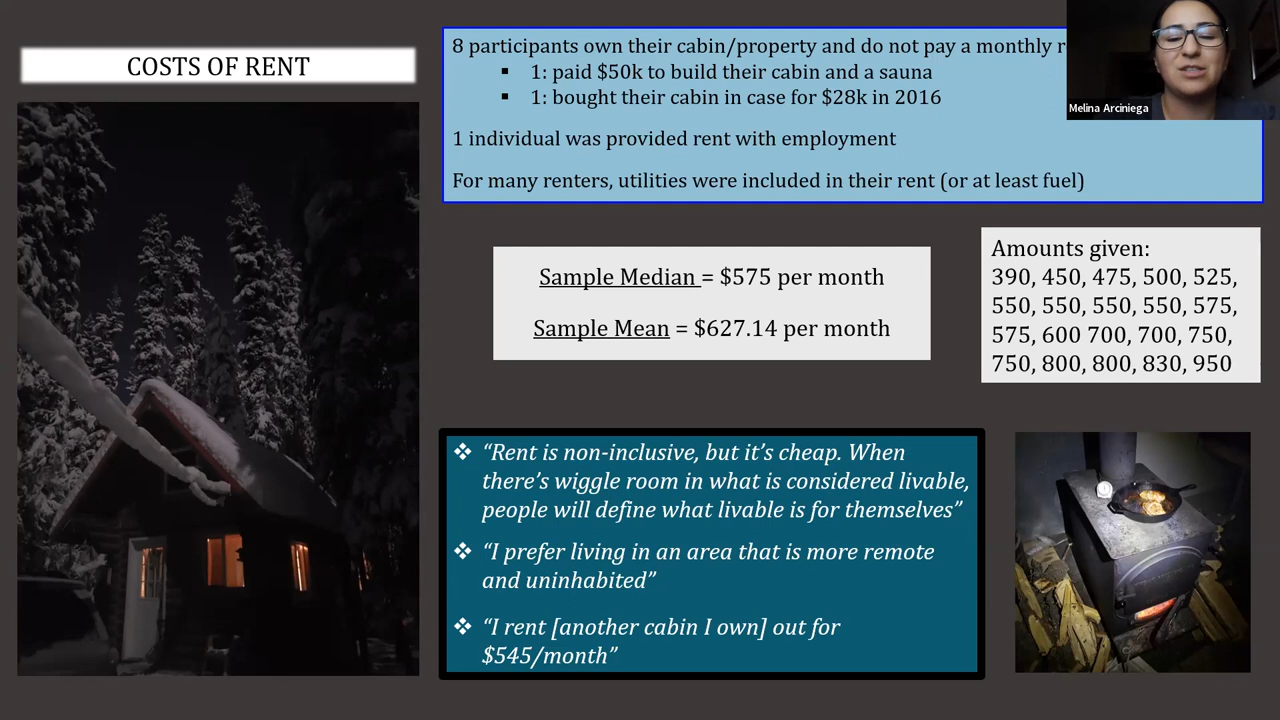 COSTS OF RENT
8 participants own their cabin/property and do not pay a monthly
▪ 1: paid $50k to build their cabin and a sauna
▪ 1: bought their cabin in case for $28k in 2016
1 individual was provided rent with employment
For many renters, utilities were included in their rent (or at least fuel)
Melina Arciniega
Sample Median = $575 per month
Sample Mean = $627.14 per month
Amounts given:
390, 450, 475, 500, 525,
550, 550, 550, 550, 575,
575, 600 700, 700, 750,
750, 800, 800, 830, 950
❖ “Rent is non-inclusive, but it’s cheap. When
there’s wiggle room in what is considered livable,
people will define what livable is for themselves”
❖ “I prefer living in an area that is more remote
and uninhabited”
❖ “I rent [another cabin I own] out for
$545/month”